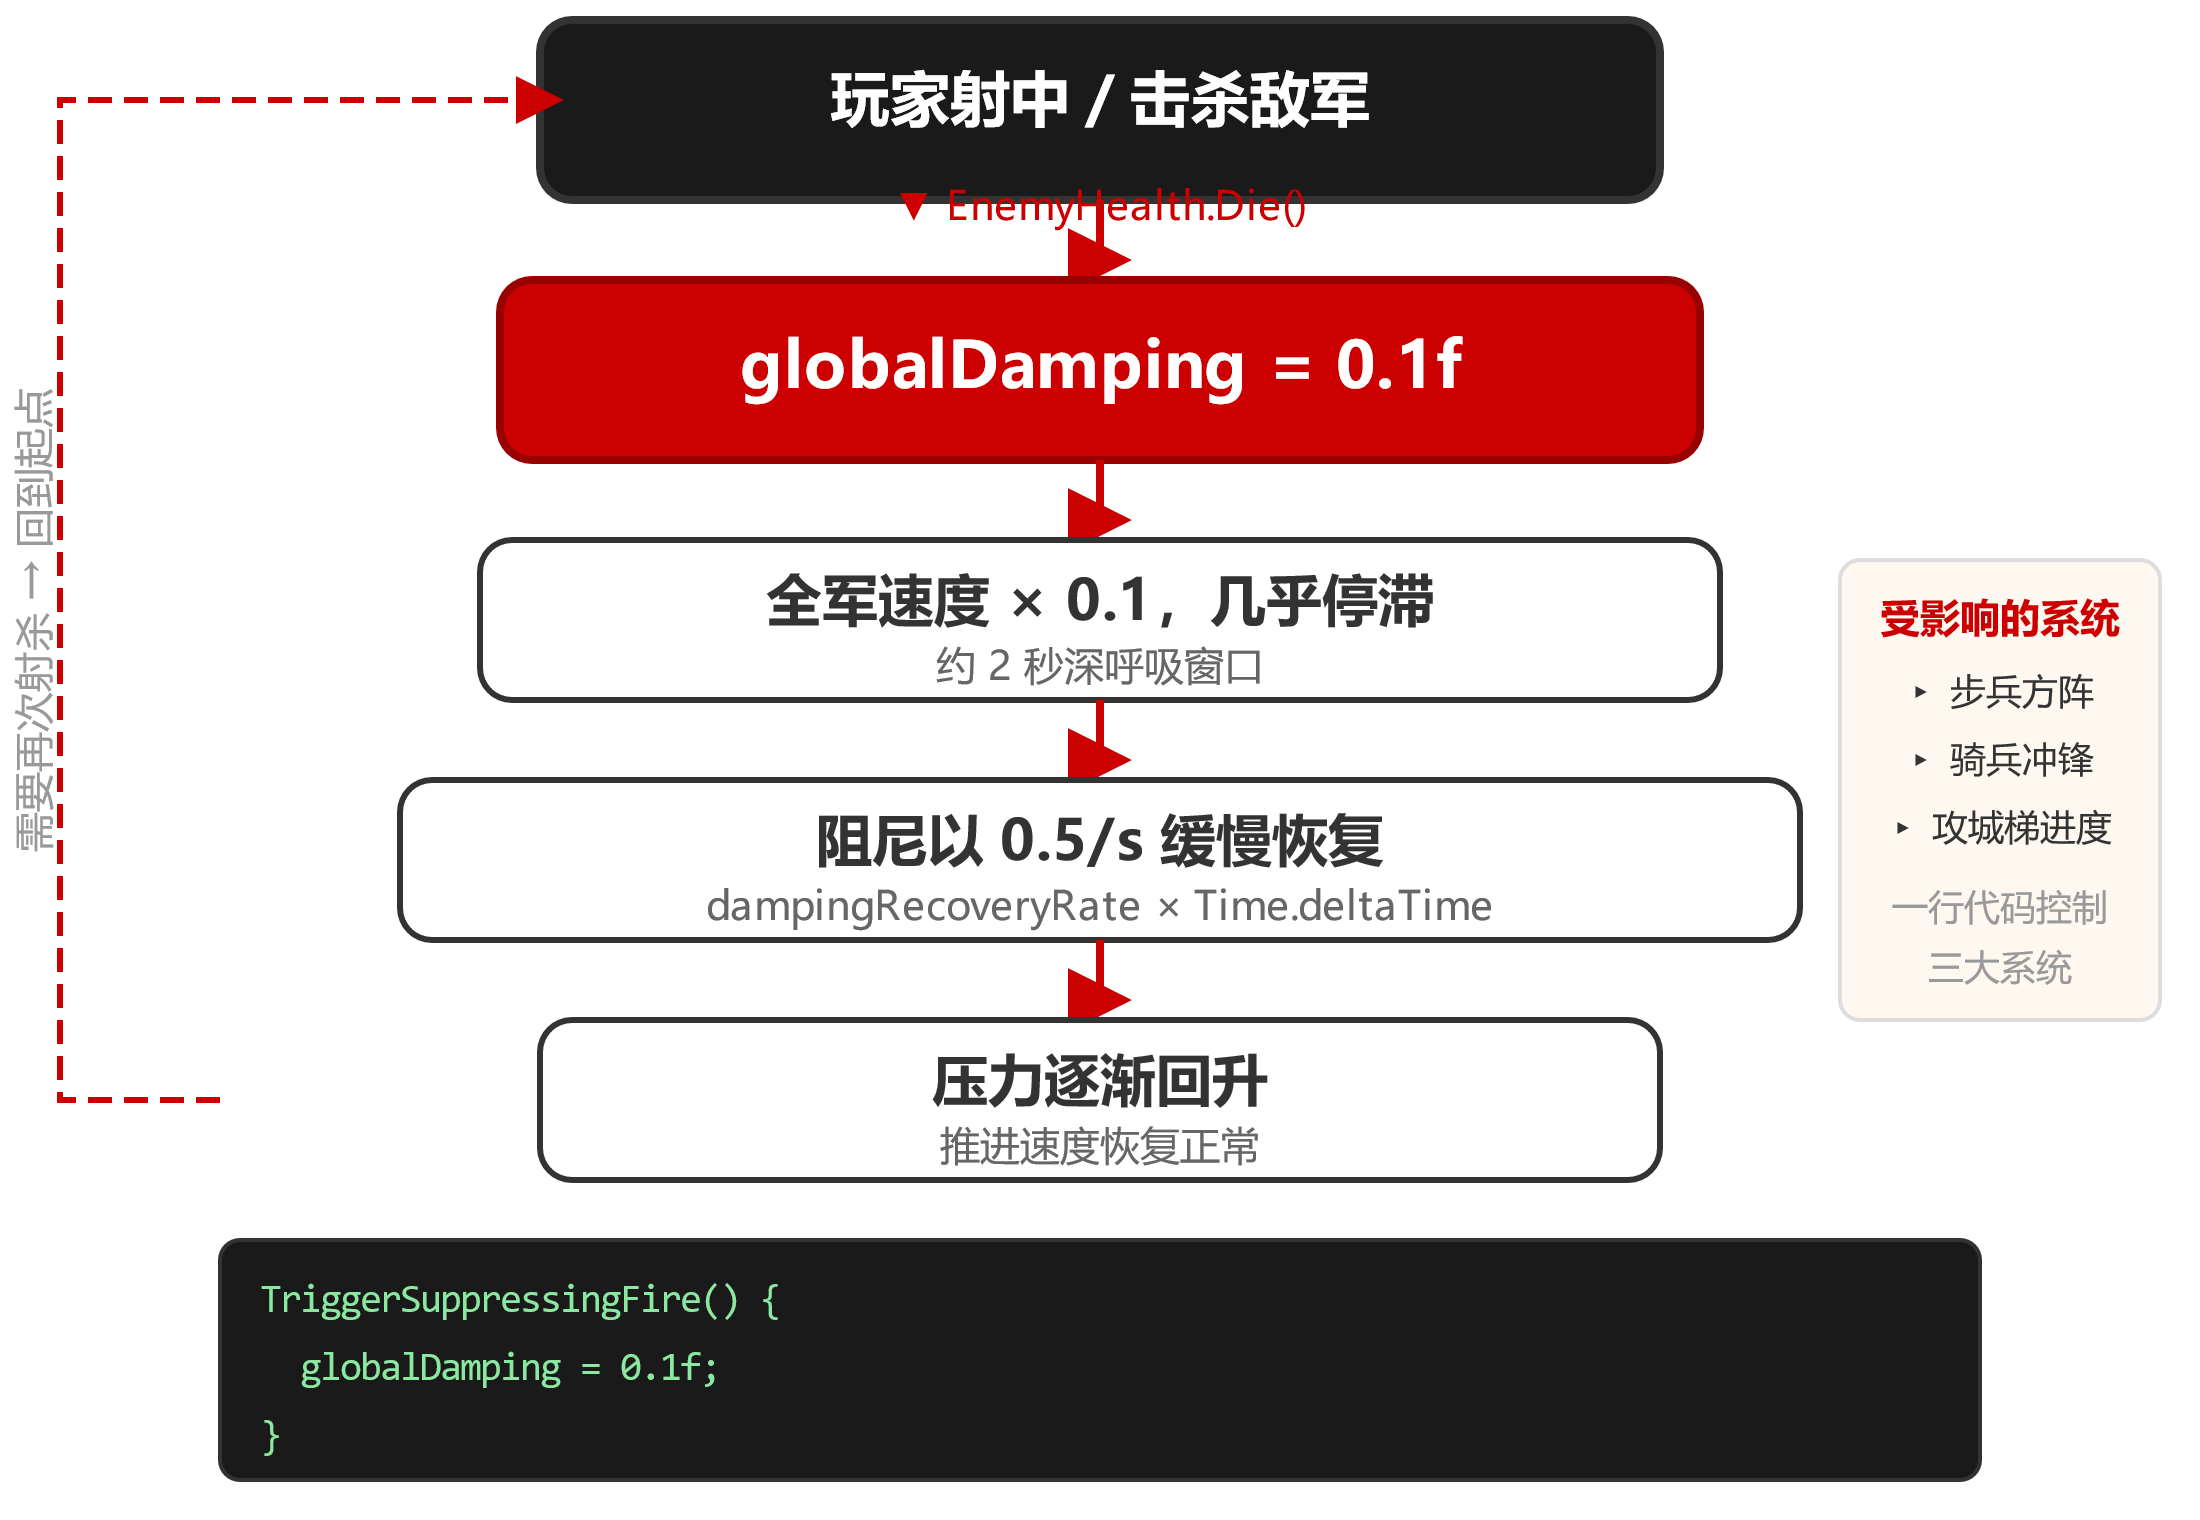 玩家射中 / 击杀敌军
▼ EnemyHealth.Die()
globalDamping = 0.1f
全军速度 × 0.1，几乎停滞
约 2 秒深呼吸窗口
阻尼以 0.5/s 缓慢恢复
dampingRecoveryRate × Time.deltaTime
压力逐渐回升
推进速度恢复正常
需要再次射杀 → 回到起点
受影响的系统
▸ 步兵方阵
▸ 骑兵冲锋
▸ 攻城梯进度
一行代码控制
三大系统
TriggerSuppressingFire() {
globalDamping = 0.1f;
}